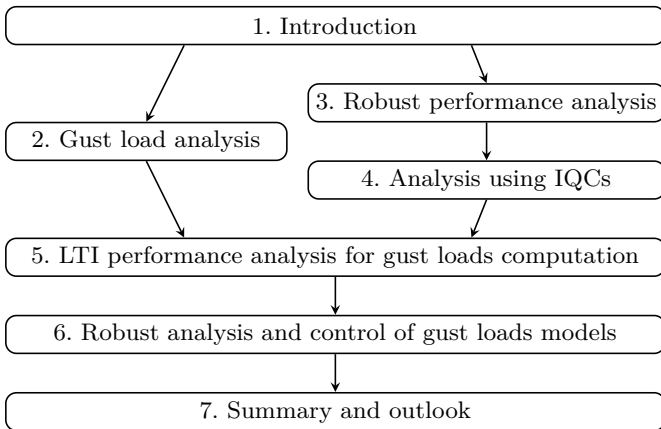 1. Introduction
3. Robust performance analysis
2. Gust load analysis
4. Analysis using IQCs
5. LTI performance analysis for gust loads computation
6. Robust analysis and control of gust loads models
7. Summary and outlook